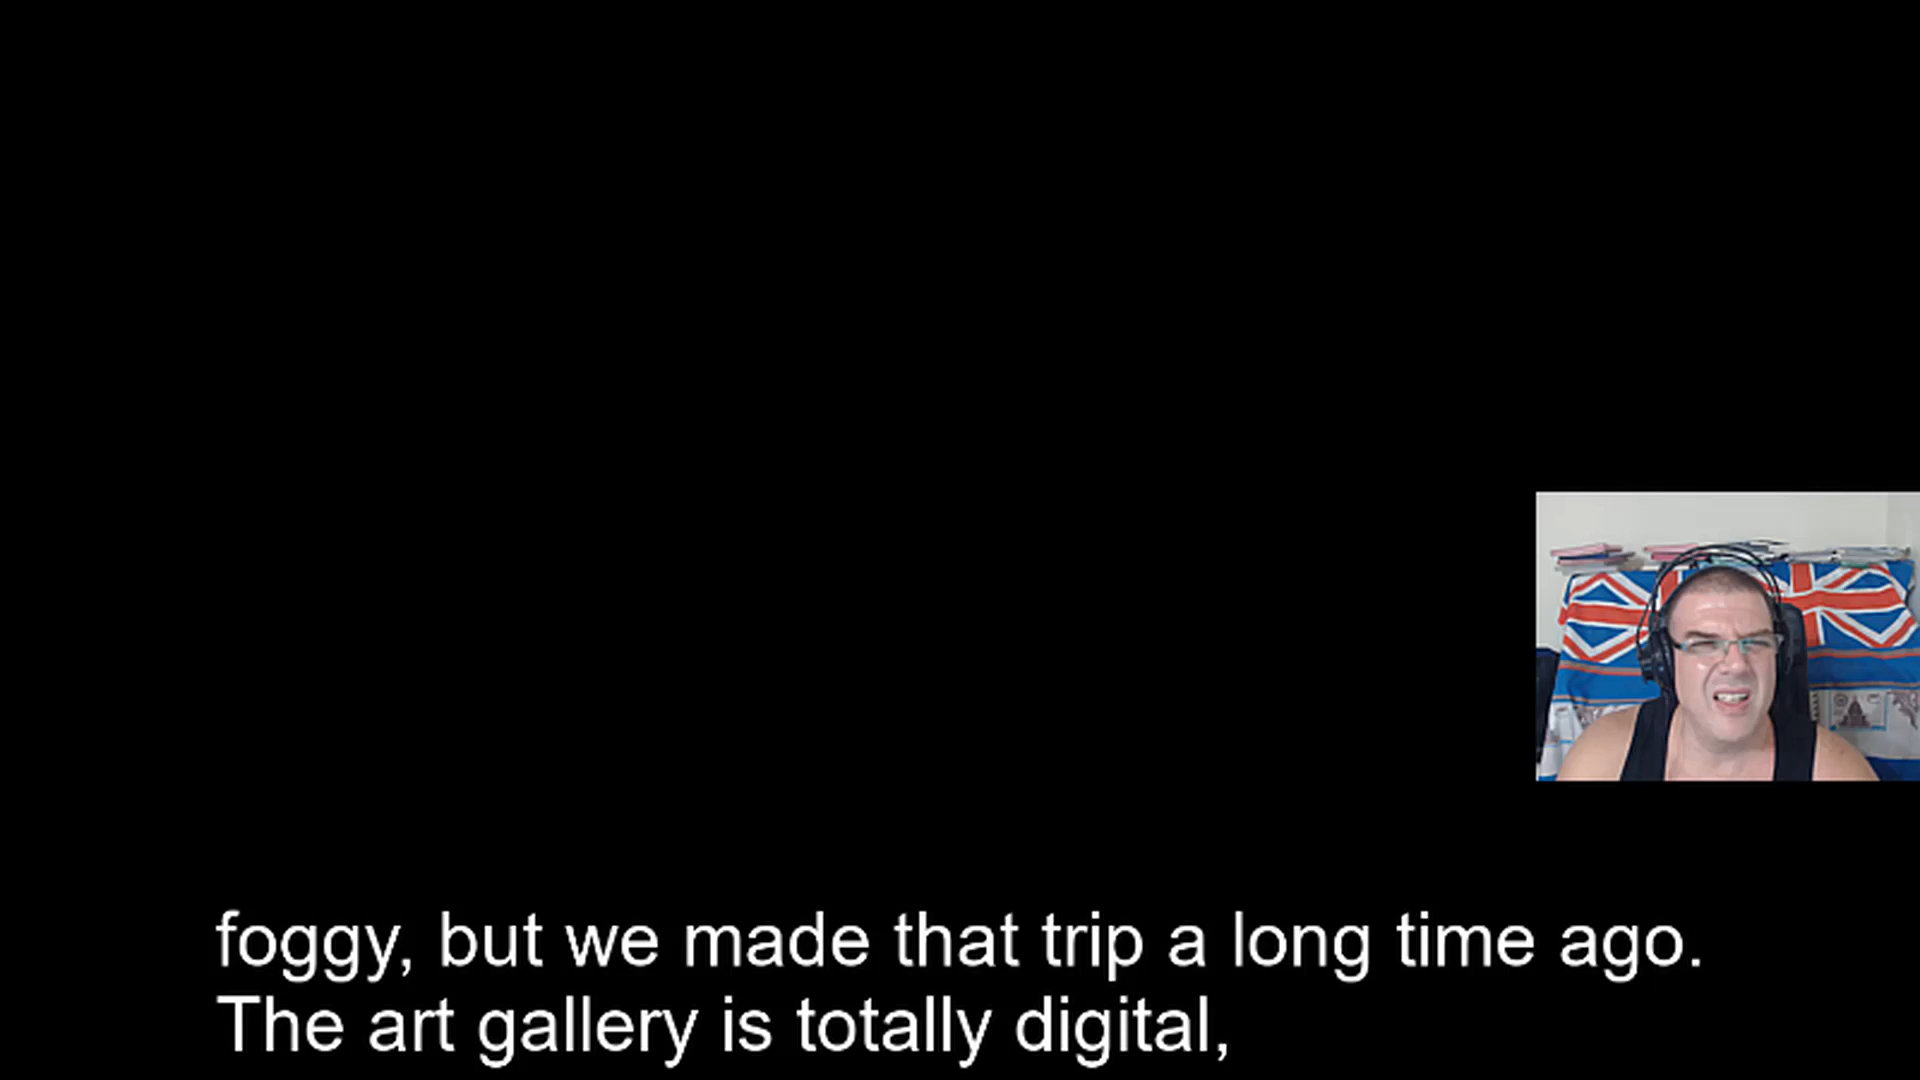 foggy, but we made that trip a long time ago.
The art gallery is totally digital,